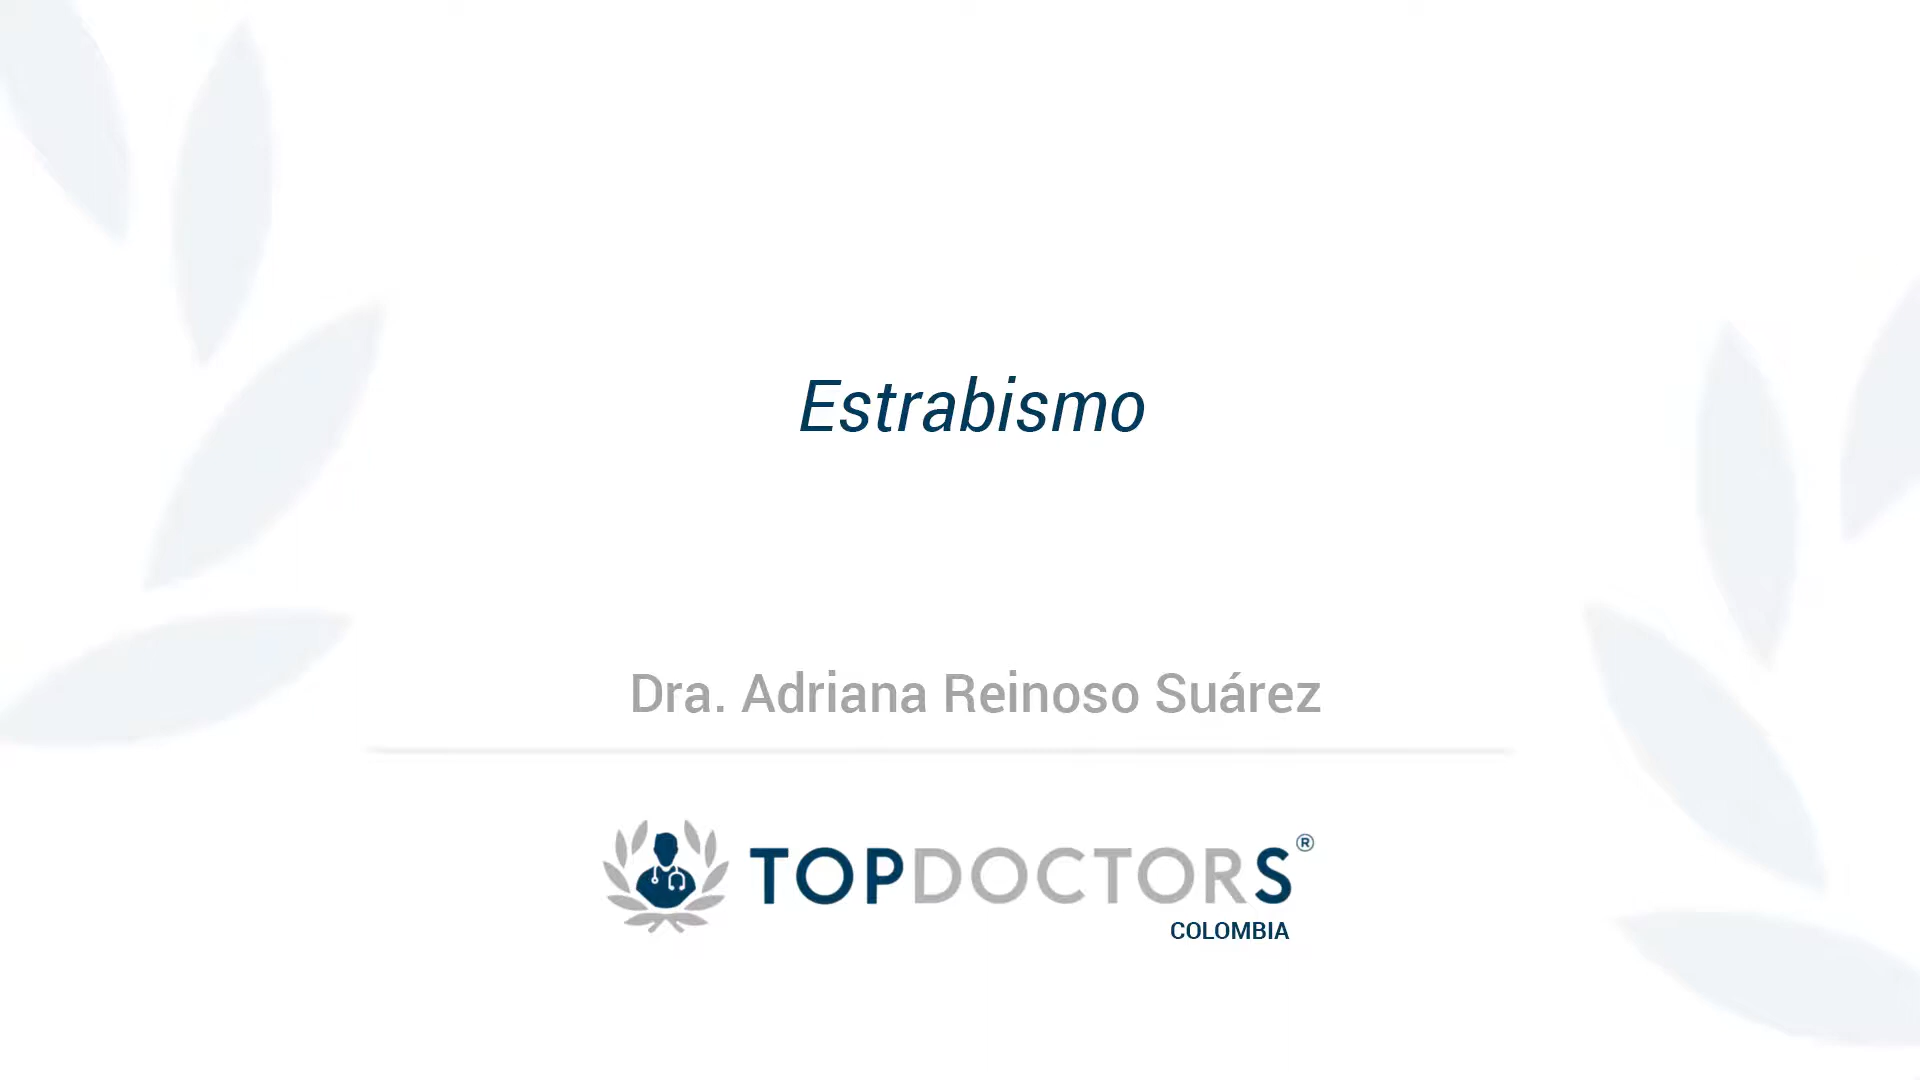 Estrabismo
Dra. Adriana Reinoso Suárez
TOPDOCTORS®
COLOMBIA